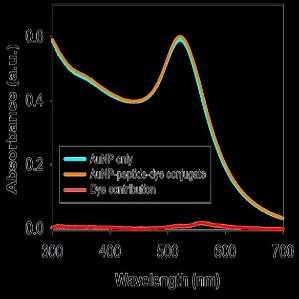 Absorbance (a.u.)
0.6
0.4
0.2
0.0
AuNP only
AuNP-peptide-dye conjugate
Dye contribution
300 400 500 600 700
Wavelength (nm)